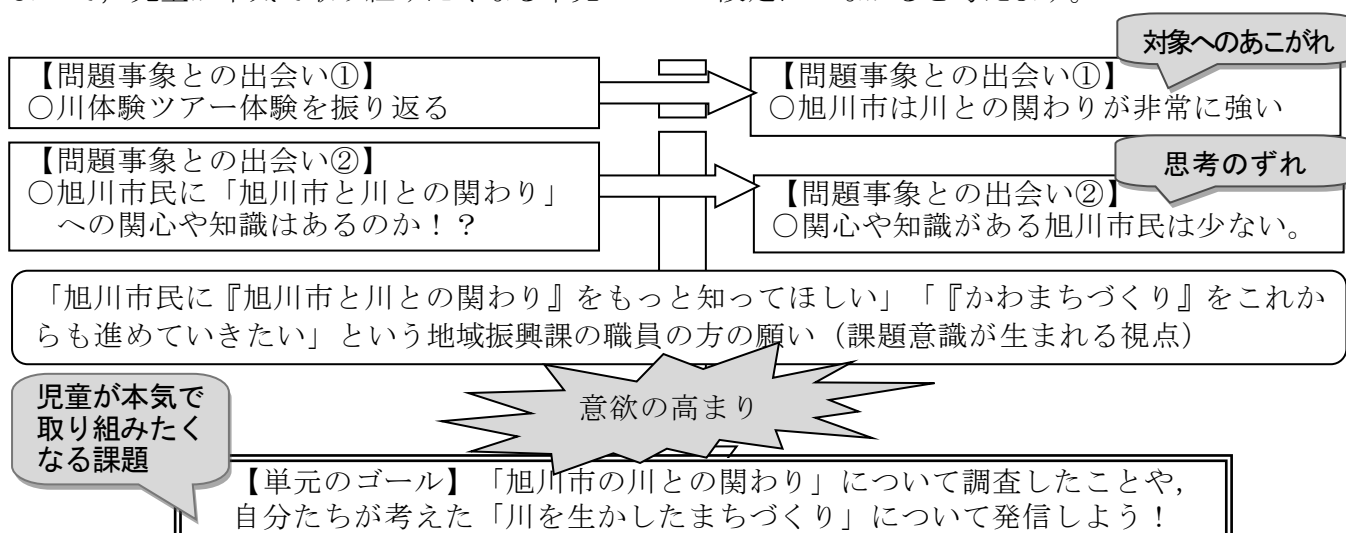 対象へのあこがれ
【問題事象との出会い①】
○川体験ツアー体験を振り返る
【問題事象との出会い①】
○旭川市は川との関わりが非常に強い
【問題事象との出会い②】
○旭川市民に「旭川市と川との関わり」
への関心や知識はあるのか！？
思考のずれ
【問題事象との出会い②】
○関心や知識がある旭川市民は少ない。
「旭川市民に『旭川市と川との関わり』をもっと知ってほしい」「『かわまちづくり』をこれか
らも進めていきたい」という地域振興課の職員の方の願い（課題意識が生まれる視点）
意欲の高まり
児童が本気で
取り組みたく
なる課題
【単元のゴール】「旭川市の川との関わり」について調査したことや，
自分たちが考えた「川を生かしたまちづくり」について発信しよう！